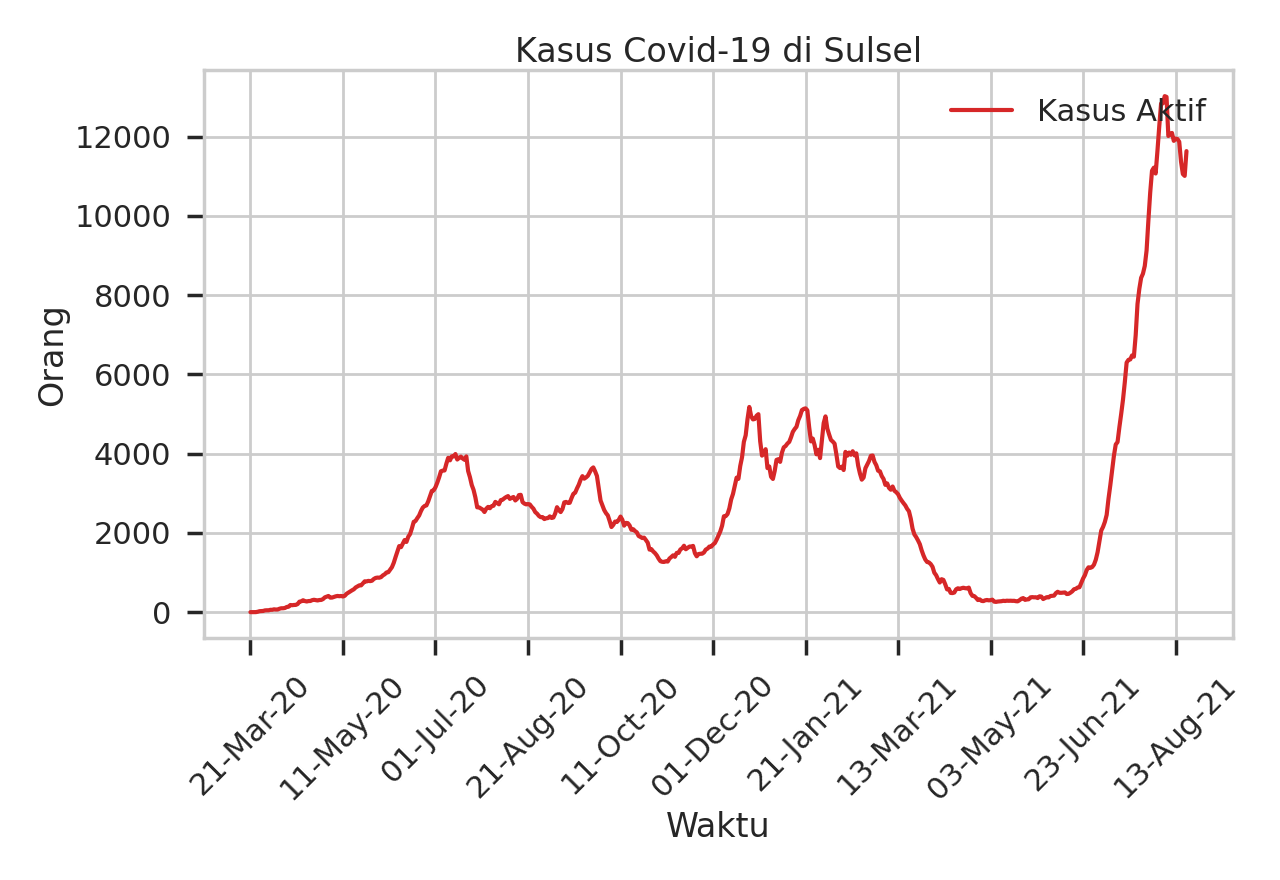 Kasus Covid-19 di Sulsel
Kasus Aktif
12000
10000
8000
6000
4000
2000
0
Orang
21-Mar-20
11-May-20
01-Jul-20
21-Aug-20
11-Oct-20
01-Dec-20
21-Jan-21
13-Mar-21
03-May-21
23-Jun-21
13-Aug-21
Waktu